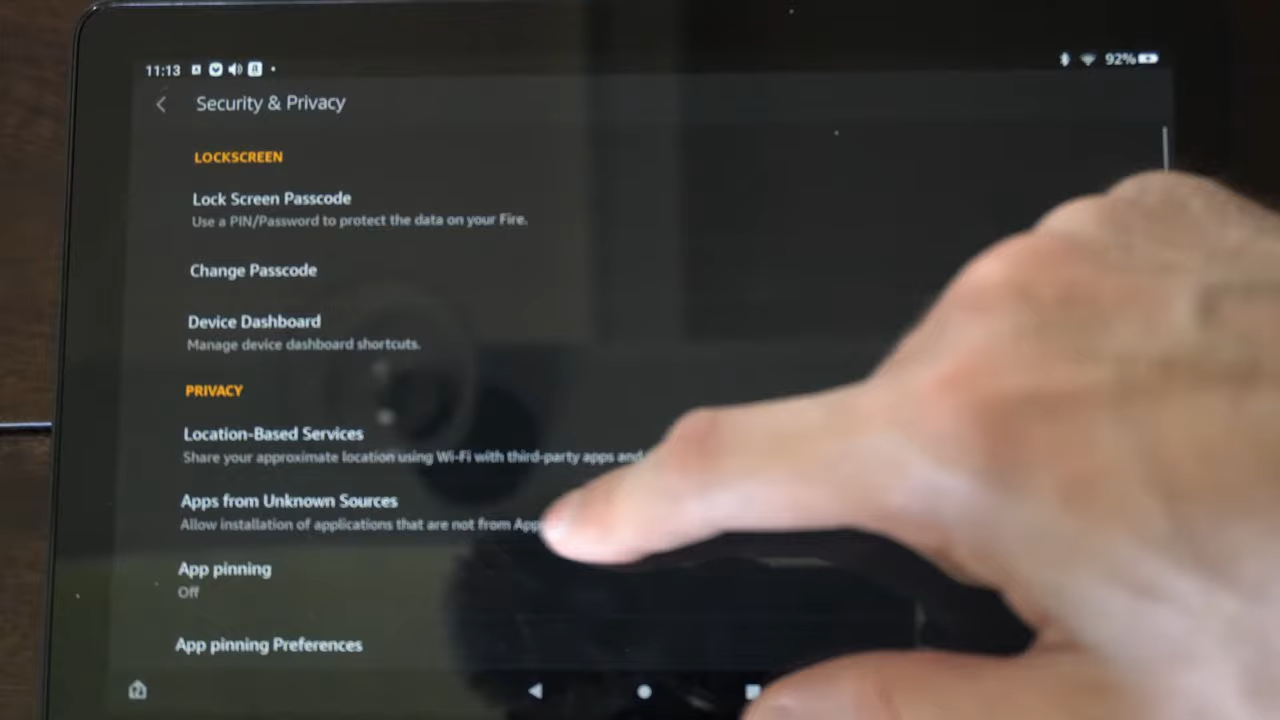 11:13
92%
Security & Privacy
LOCKSCREEN
Lock Screen Passcode
Use a PIN/Password to protect the data on your Fire.
Change Passcode
Device Dashboard
Manage device dashboard shortcuts.
PRIVACY
Location-Based Services
Share your approximate location using Wi-Fi with third-party apps and
Apps from Unknown Sources
Allow installation of applications that are not from App
App pinning
Off
App pinning Preferences